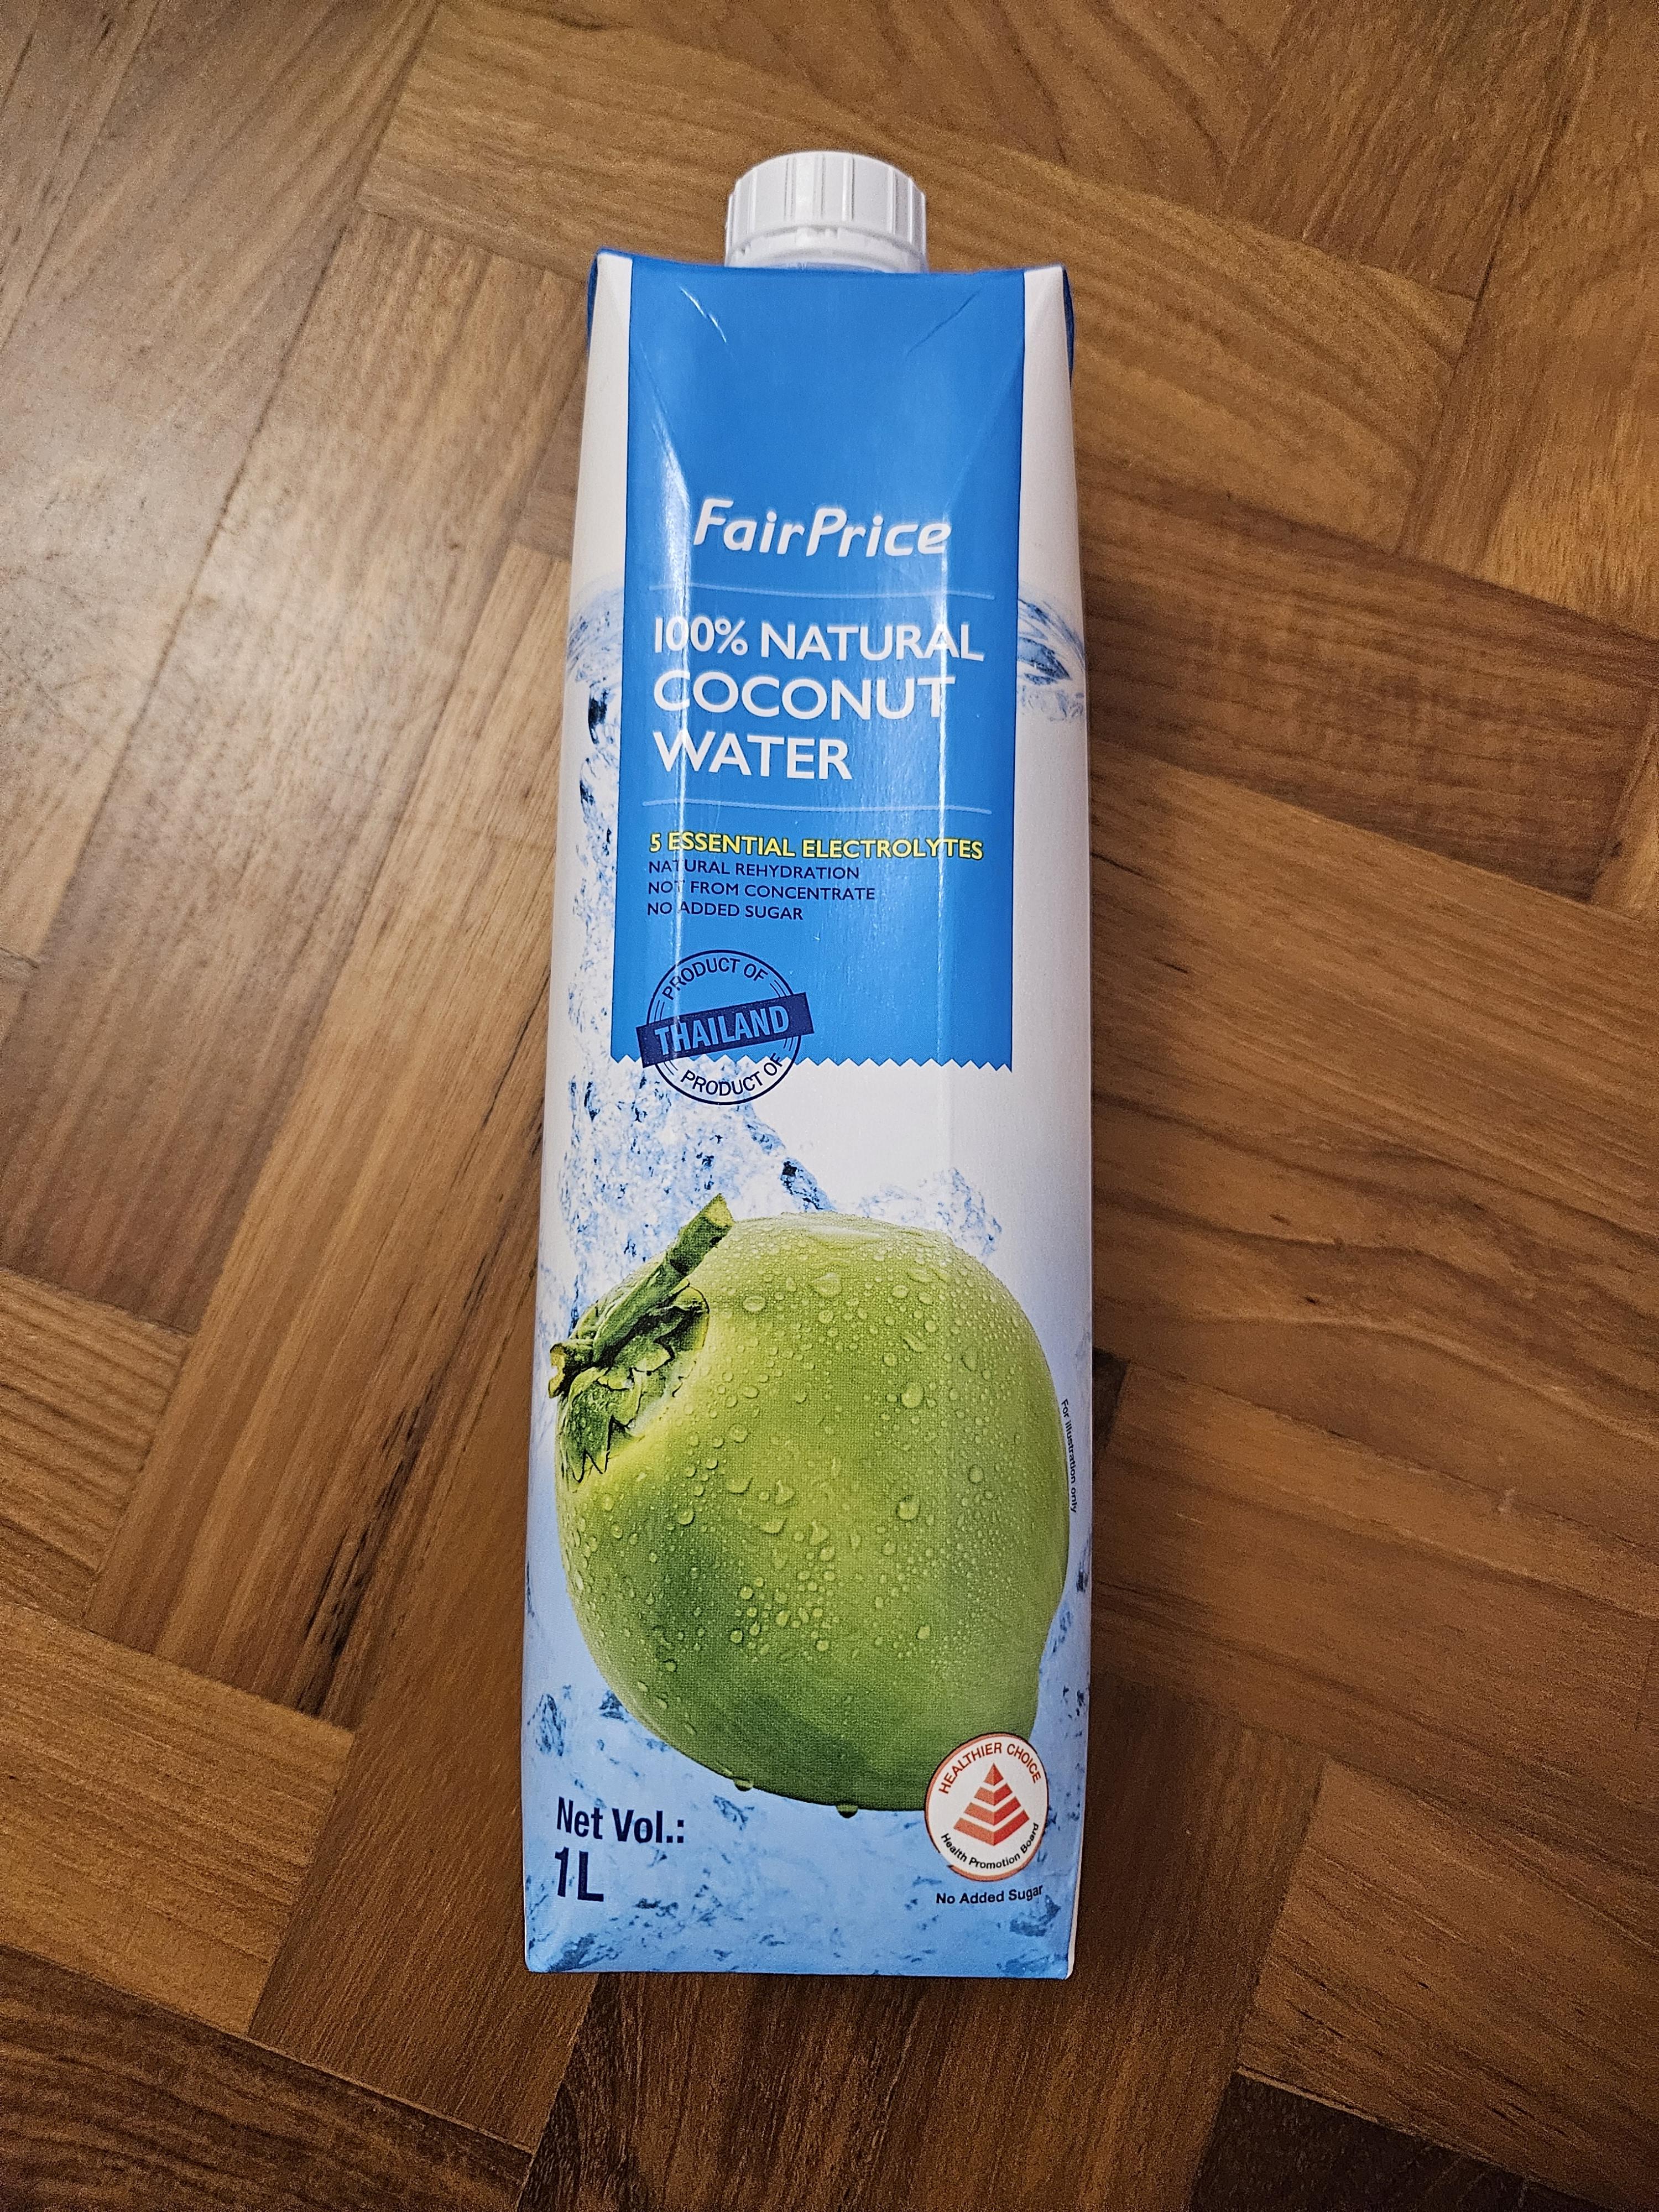 FairPrice
100% NATURAL
COCONUT
WATER
5 ESSENTIAL ELECTROLYTES
NATURAL REHYDRATION
NOT FROM CONCENTRATE
NO ADDED SUGAR
PRODUCT OF
THAILAND
PRODUCT OF
For illustration only
Net Vol.:
1L
HEALTHIER CHOICE
Health Promotion Board
No Added Sugar